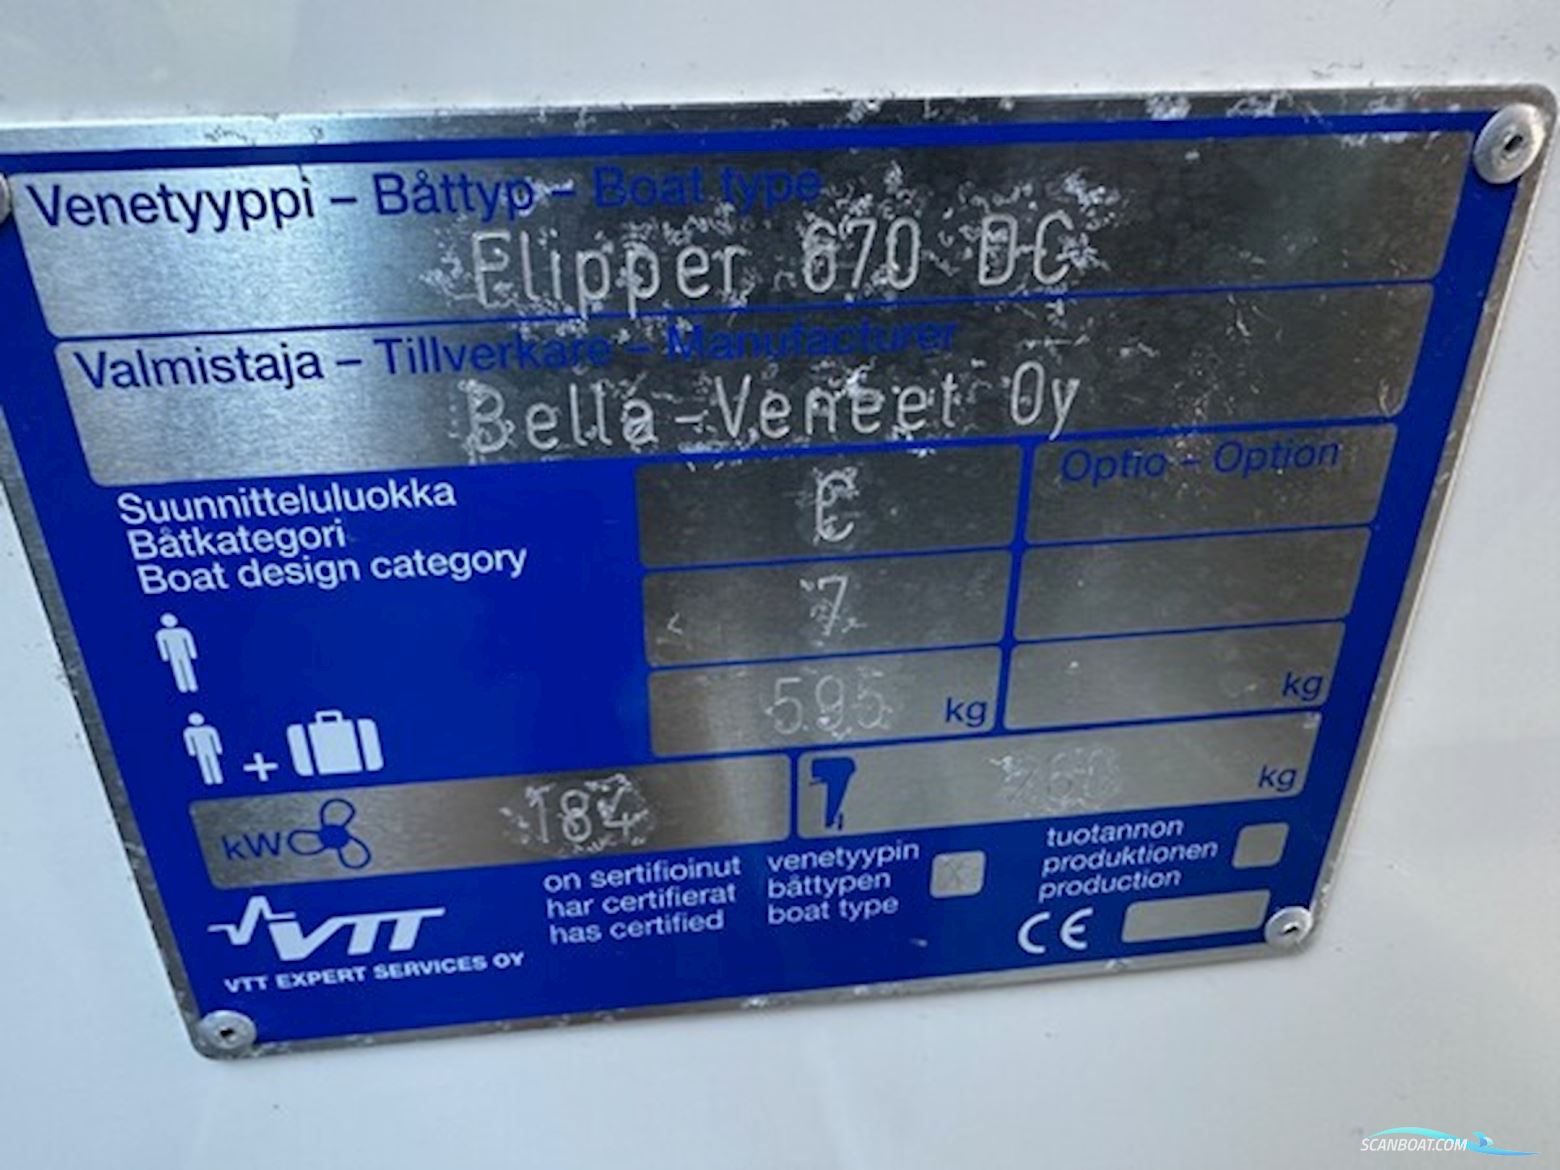 Venetyyppi – Båttyp – Boat type
Flipper 670 DC
Valmistaja – Tillverkare – Manufacturer
Bella-Veneet Oy
Suunnitteluluokka
Båtkategori
Boat design category
C
Optio – Option
7
595 kg
kg
kW 184
kg
on sertifioinut
har certifierat
has certified
venetyypin
båttypen
boat type
X
tuotannon
produktionen
production
VTT
VTT EXPERT SERVICES OY
CE
SCANBOAT.COM